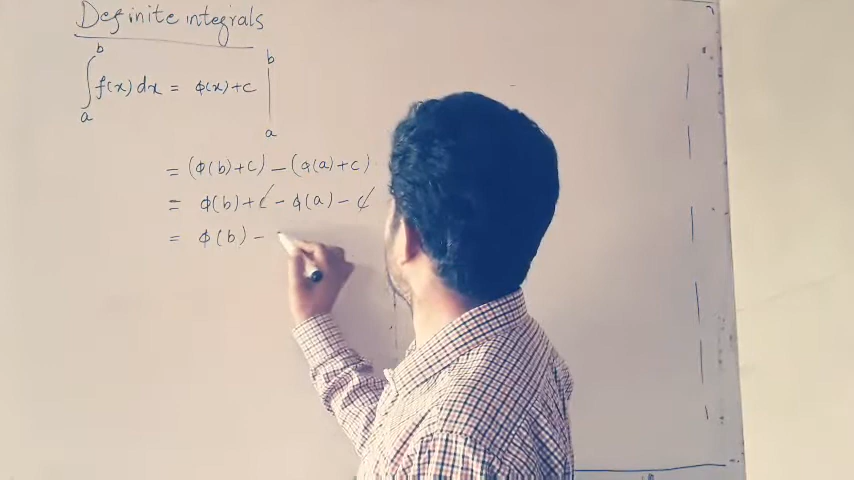 Definite integrals
∫ₐᵇ f(x) dx = φ(x)+c |ₐᵇ
= (φ(b)+c) – (φ(a)+c)
= φ(b)+c – φ(a) – c
= φ(b) –